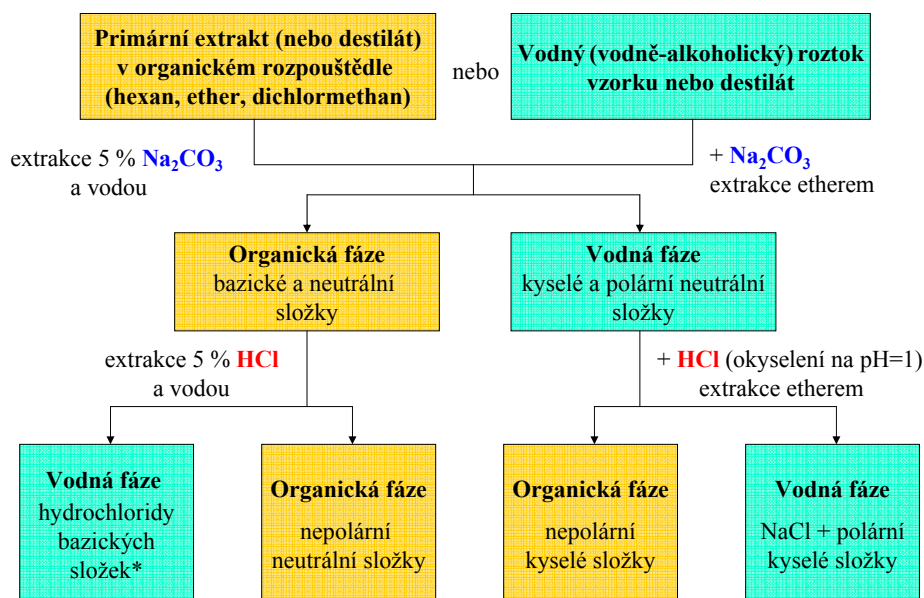 Primární extrakt (nebo destilát)
v organickém rozpouštědle
(hexan, ether, dichlormethan)
nebo
Vodný (vodně-alkoholický) roztok
vzorku nebo destilát
extrakce 5 % Na₂CO₃
a vodou
+ Na₂CO₃
extrakce etherem
Organická fáze
bazické a neutrální
složky
Vodná fáze
kyselé a polární neutrální
složky
extrakce 5 % HCl
a vodou
+ HCl (okyselení na pH=1)
extrakce etherem
Vodná fáze
hydrochloridy
bazických
složek*
Organická fáze
nepolární
neutrální složky
Organická fáze
nepolární
kyselé složky
Vodná fáze
NaCl + polární
kyselé složky